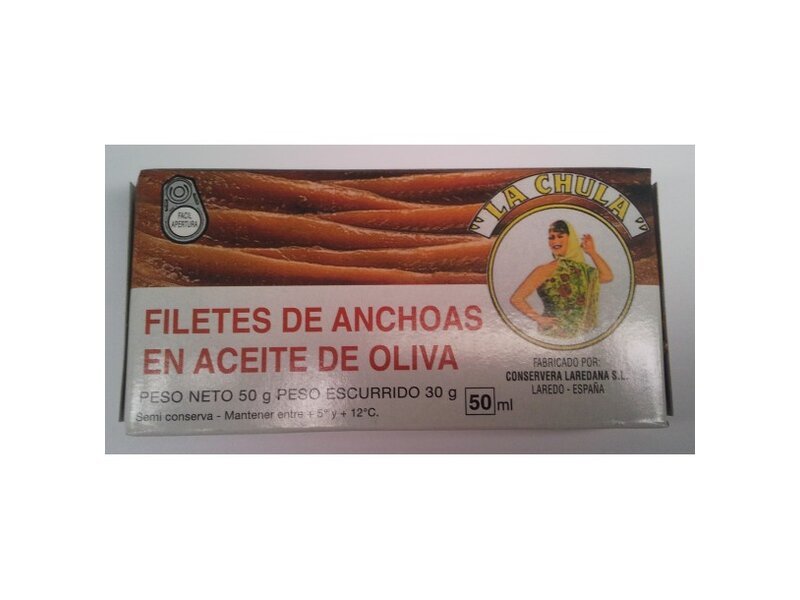 "LA CHULA"
FACIL
APERTURA
FILETES DE ANCHOAS
EN ACEITE DE OLIVA
PESO NETO 50 g PESO ESCURRIDO 30 g
50 ml
Semi conserva - Mantener entre + 5° y + 12°C.
FABRICADO POR:
CONSERVERA LAREDANA S.L.
LAREDO - ESPAÑA